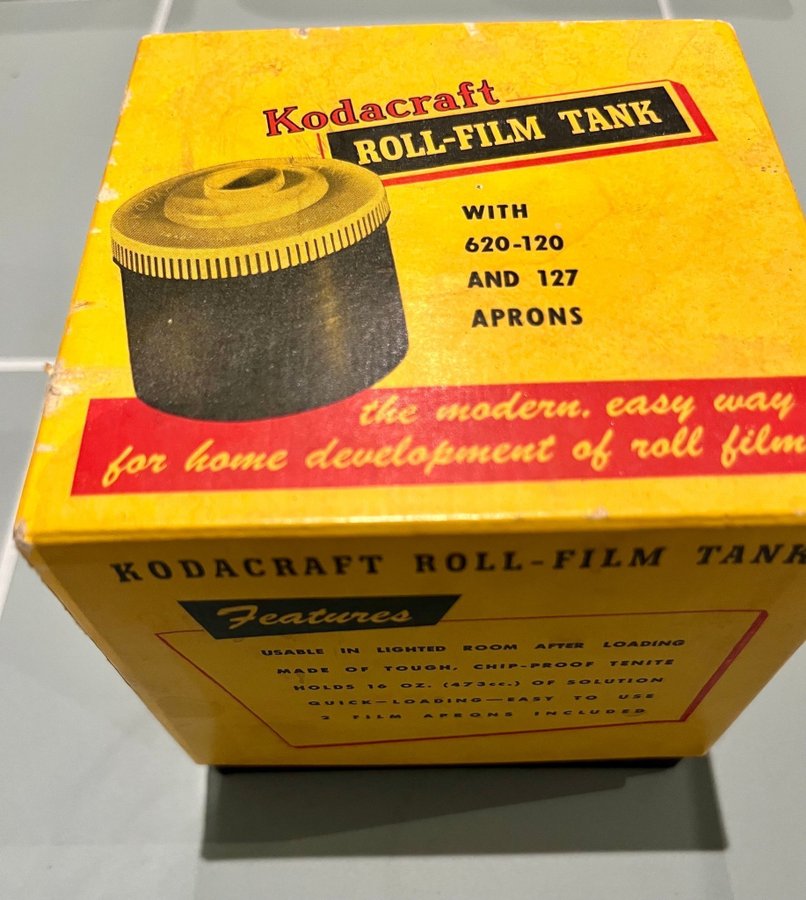 Kodacraft
ROLL-FILM TANK
WITH
620-120
AND 127
APRONS
the modern, easy way
for home development of roll film
KODACRAFT ROLL-FILM TANK
Features
USABLE IN LIGHTED ROOM AFTER LOADING
MADE OF TOUGH, CHIP-PROOF TENITE
HOLDS 16 OZ. (473cc.) OF SOLUTION
QUICK-LOADING—EASY TO USE
2 FILM APRONS INCLUDED